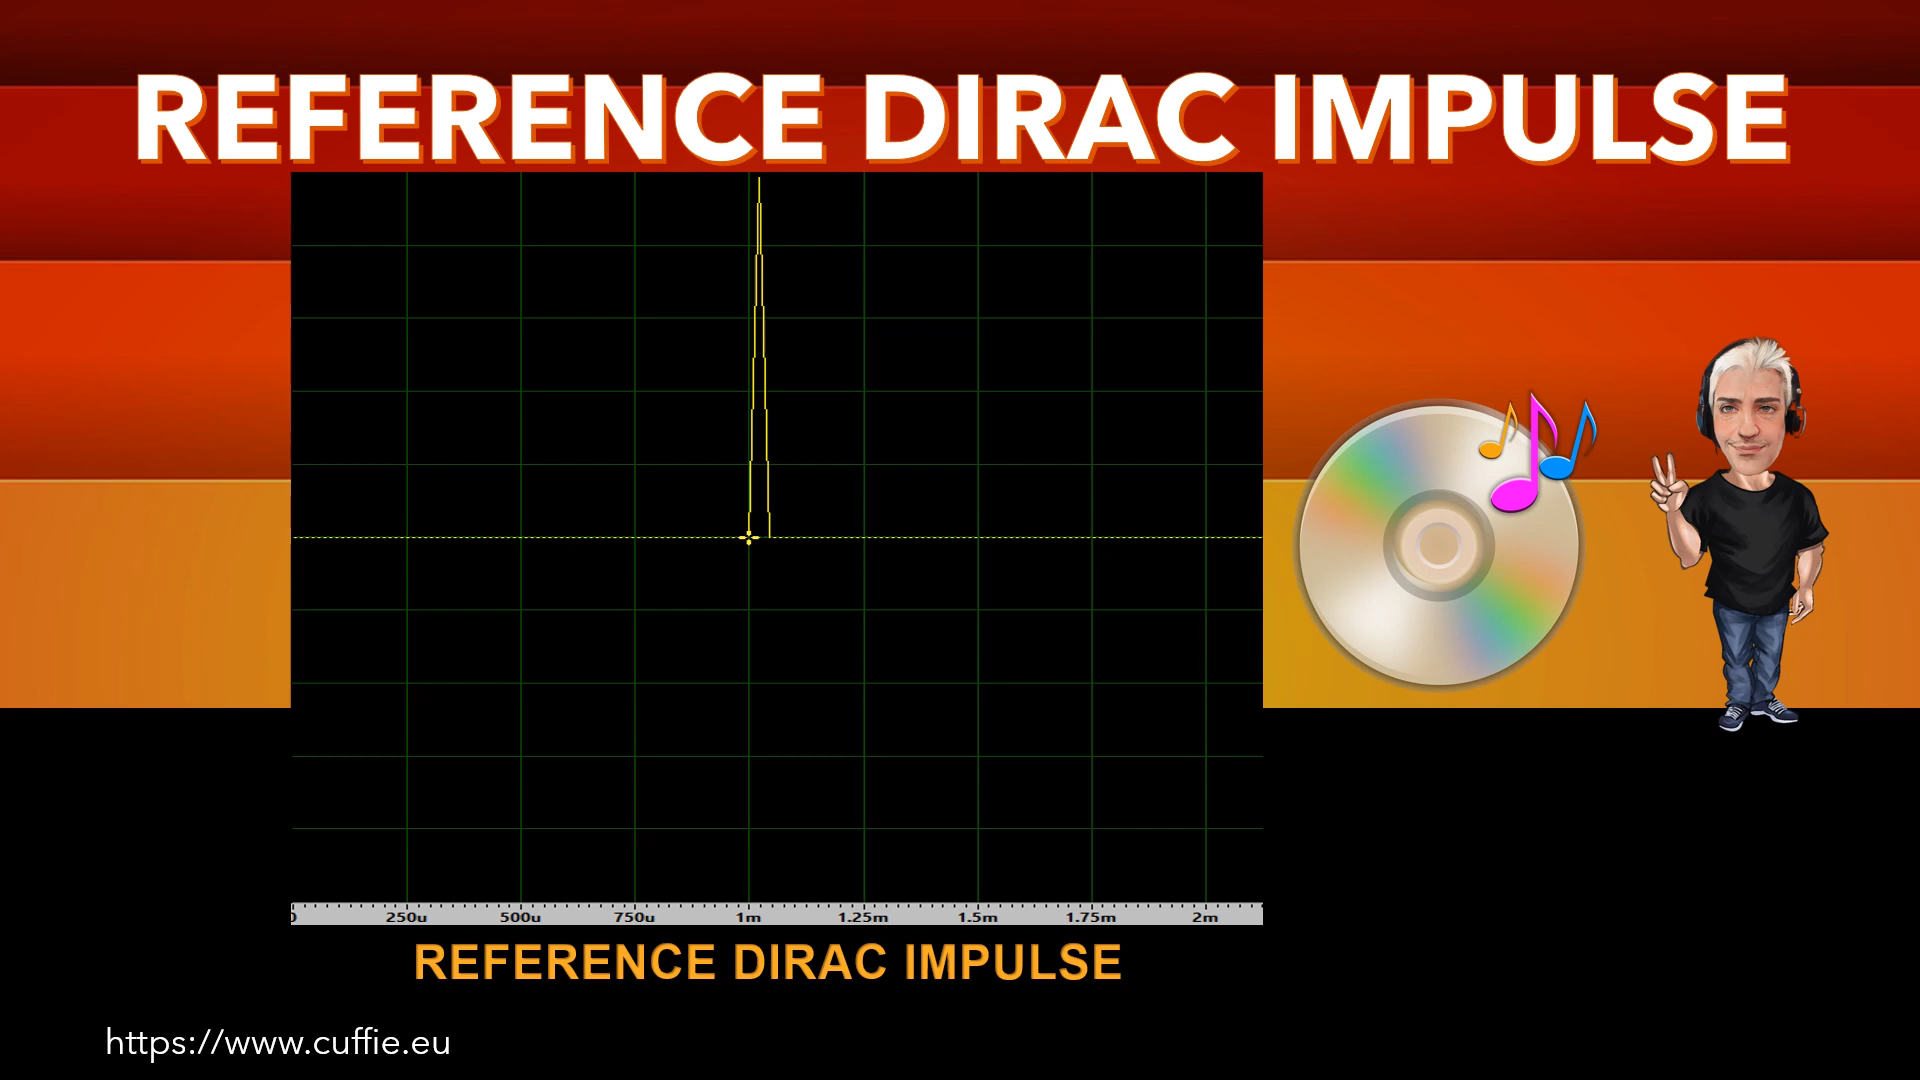 REFERENCE DIRAC IMPULSE
0 250u 500u 750u 1m 1.25m 1.5m 1.75m 2m
REFERENCE DIRAC IMPULSE
https://www.cuffie.eu